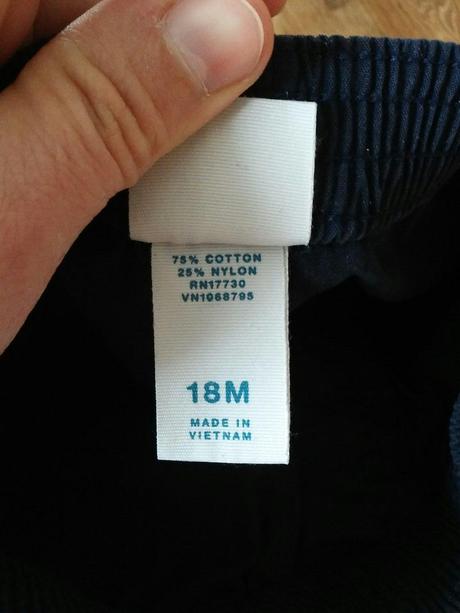 75% COTTON
25% NYLON
RN17730
VN1068795
18M
MADE IN
VIETNAM